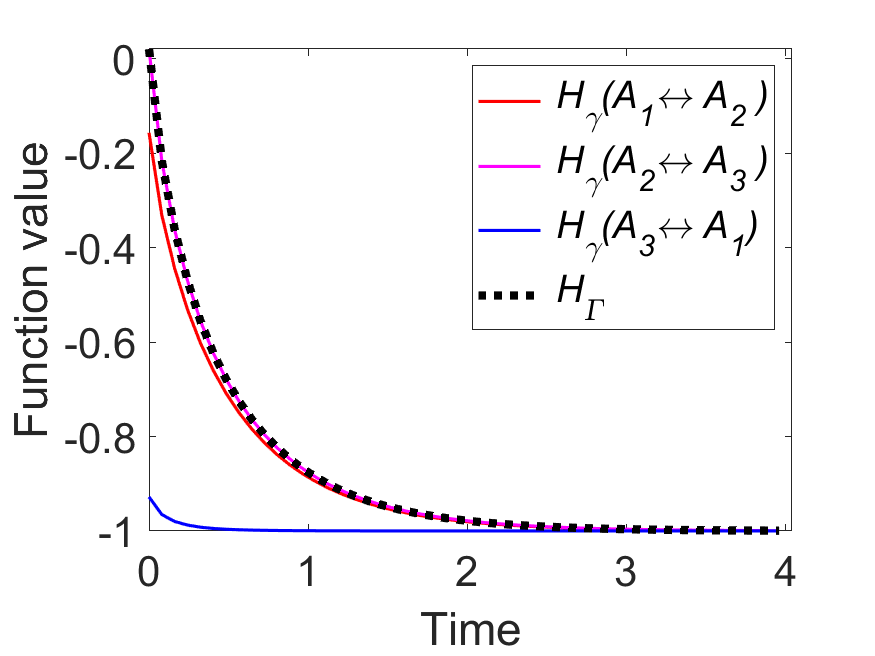 Function value
0
-0.2
-0.4
-0.6
-0.8
-1
0 1 2 3 4
Time
H_γ(A_1↔A_2)
H_γ(A_2↔A_3)
H_γ(A_3↔A_1)
H_Γ